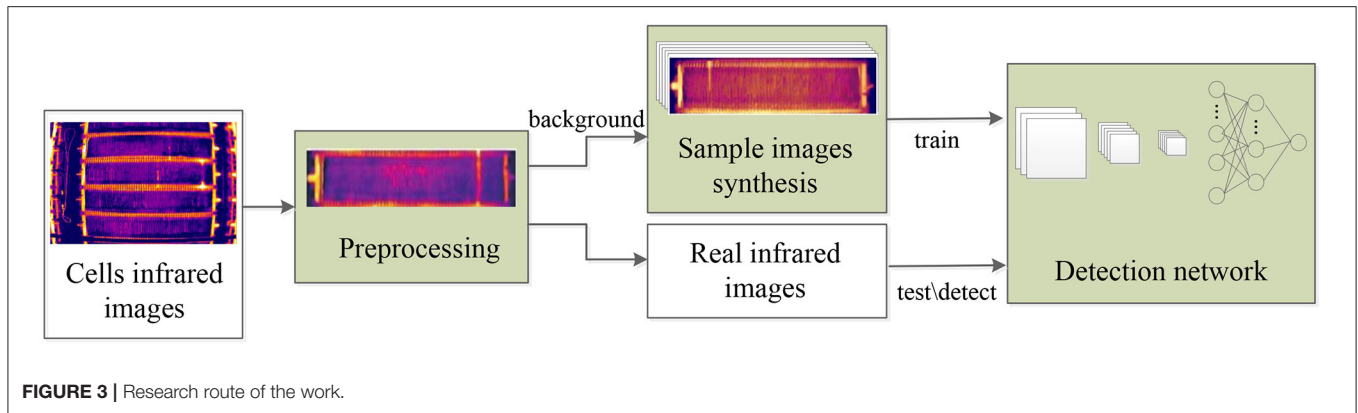 Cells infrared
images
Preprocessing
background
Sample images
synthesis
Real infrared
images
train
test\detect
Detection network
FIGURE 3 | Research route of the work.